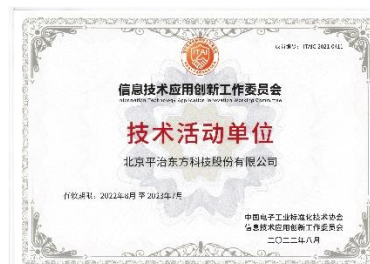 ITAI
信息技术应用创新工作委员会
Information Technology Application Innovation Working Committee
技术活动单位
北京平治东方科技股份有限公司
有效期限：2022年8月至2023年7月
中国电子工业标准化技术协会
信息技术应用创新工作委员会
二〇二二年八月